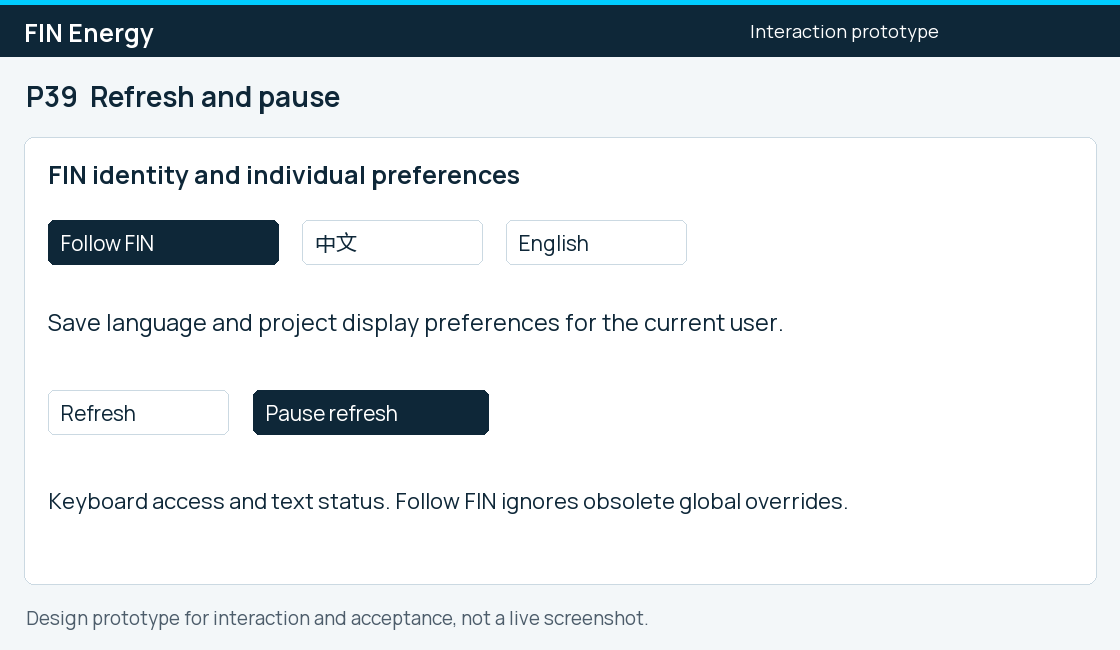 FIN Energy
Interaction prototype
P39 Refresh and pause
FIN identity and individual preferences
Follow FIN
中文
English
Save language and project display preferences for the current user.
Refresh
Pause refresh
Keyboard access and text status. Follow FIN ignores obsolete global overrides.
Design prototype for interaction and acceptance, not a live screenshot.